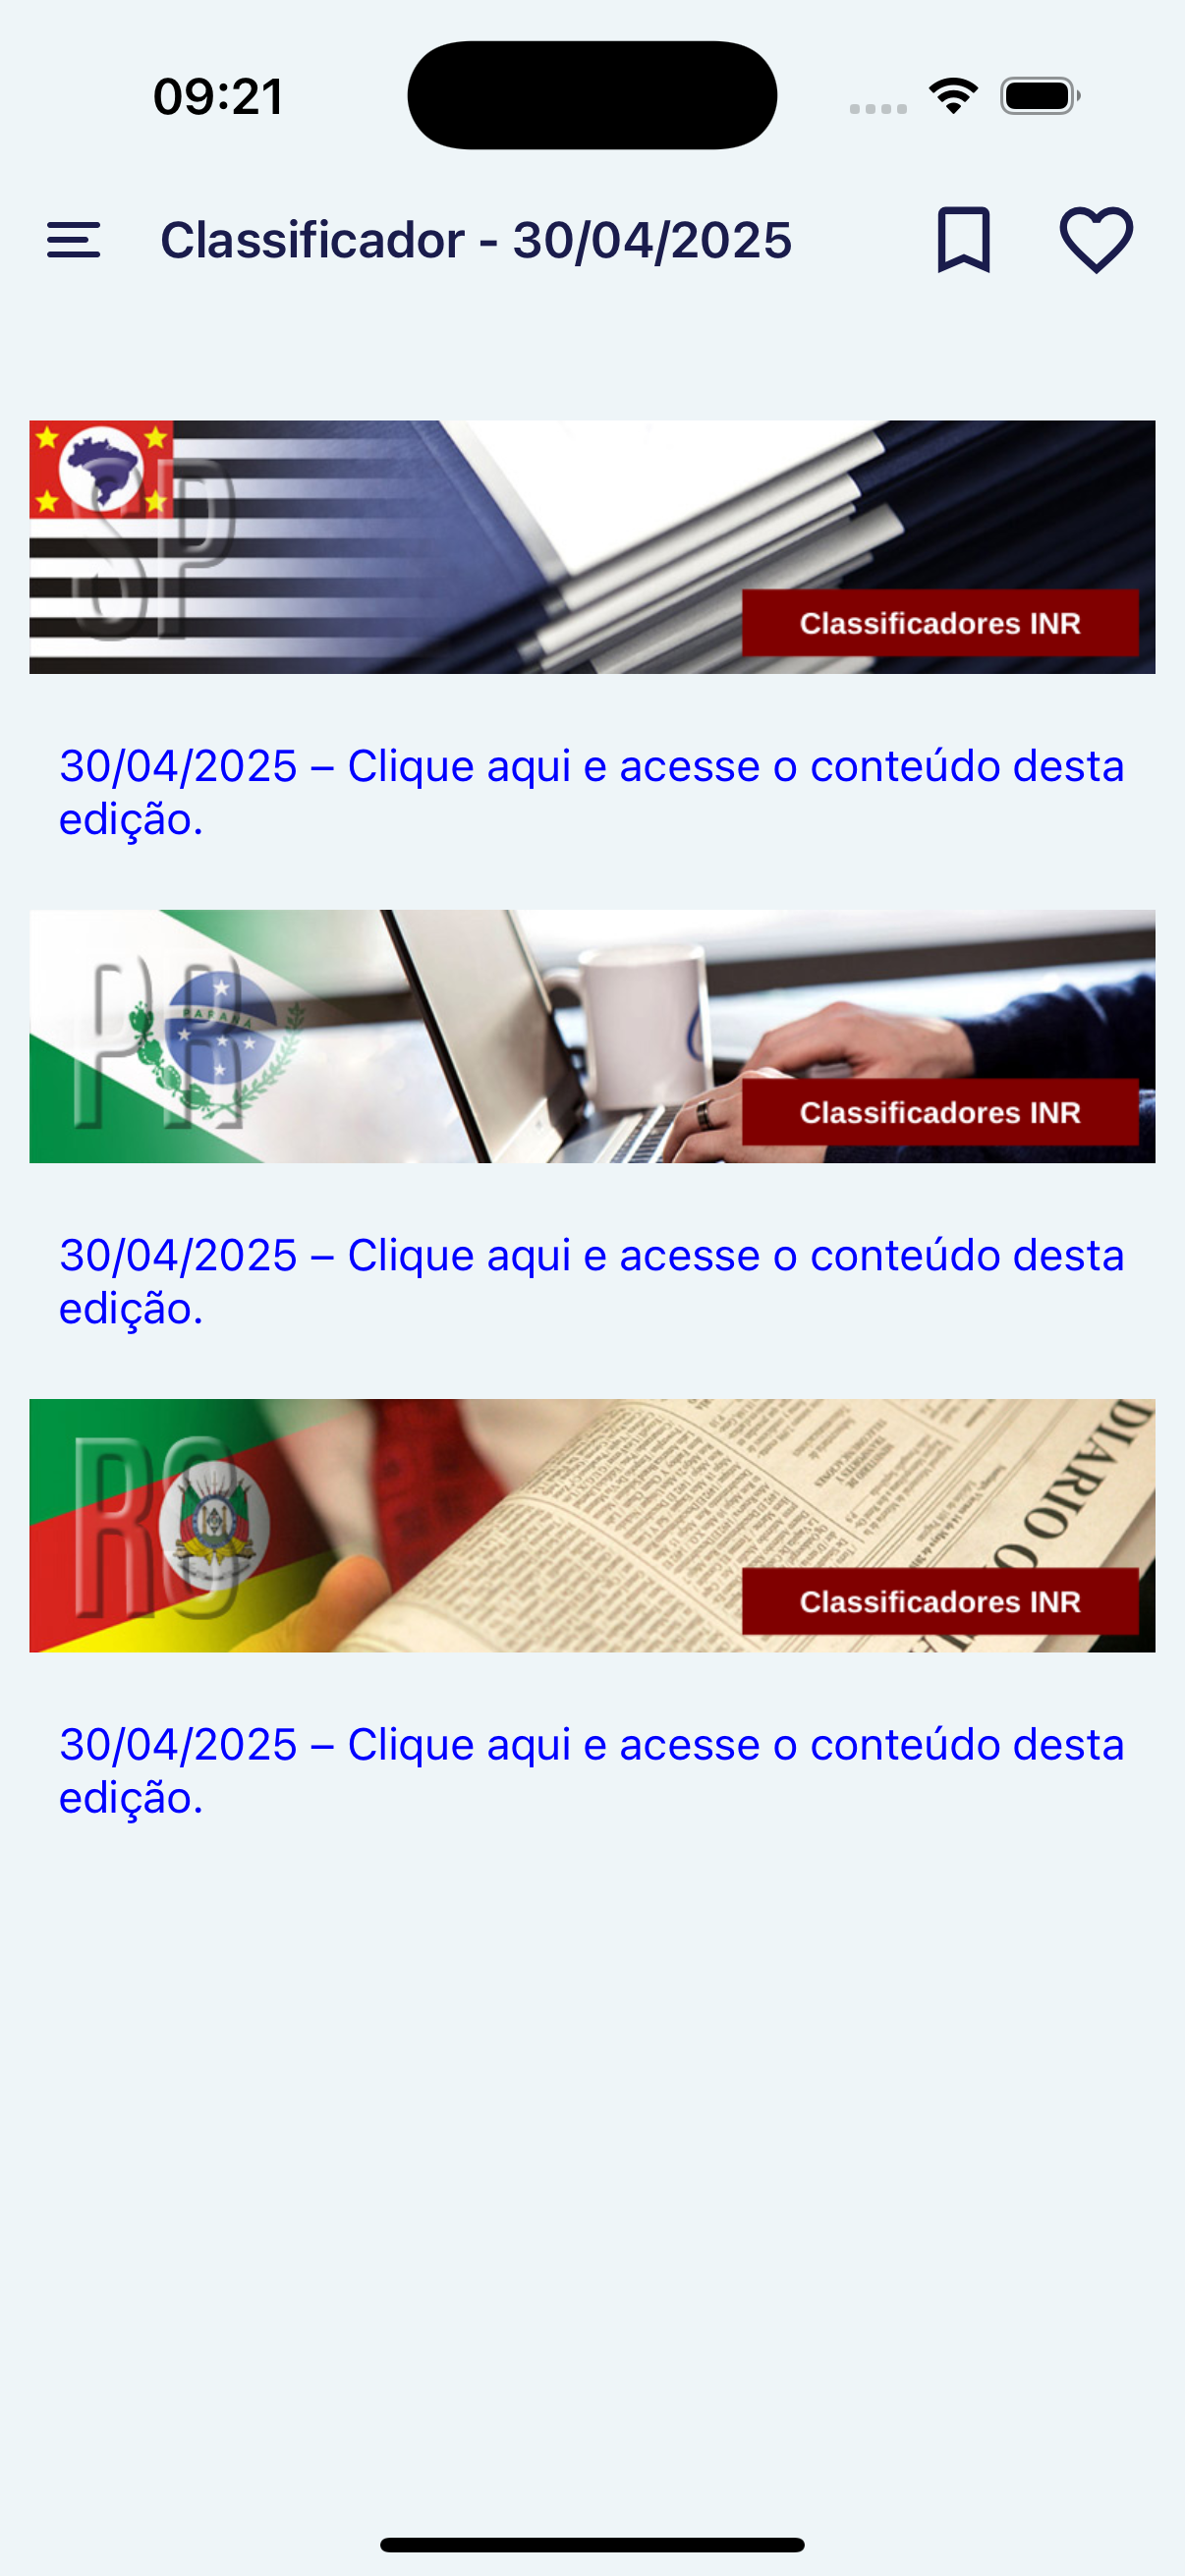 09:21
Classificador - 30/04/2025
SP
Classificadores INR
30/04/2025 – Clique aqui e acesse o conteúdo desta
edição.
PR
PARANÁ
Classificadores INR
30/04/2025 – Clique aqui e acesse o conteúdo desta
edição.
RS
DIARIO O
Classificadores INR
30/04/2025 – Clique aqui e acesse o conteúdo desta
edição.